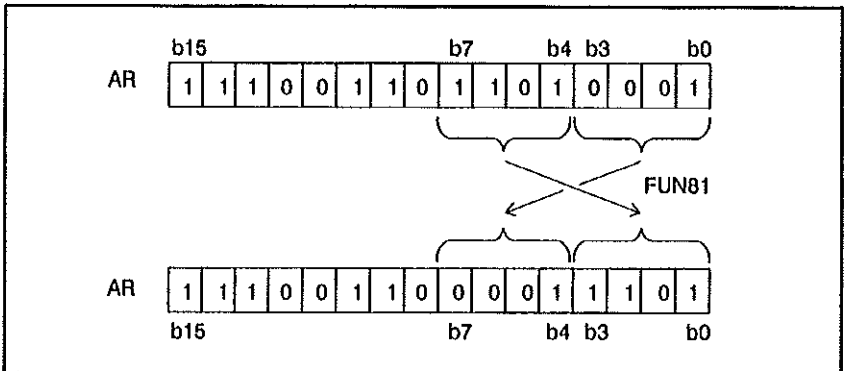 b15 b7 b4 b3 b0
AR 1 1 1 0 0 1 1 0 1 1 0 1 0 0 0 1
FUN81
AR 1 1 1 0 0 1 1 0 0 0 0 1 1 1 0 1
b15 b7 b4 b3 b0